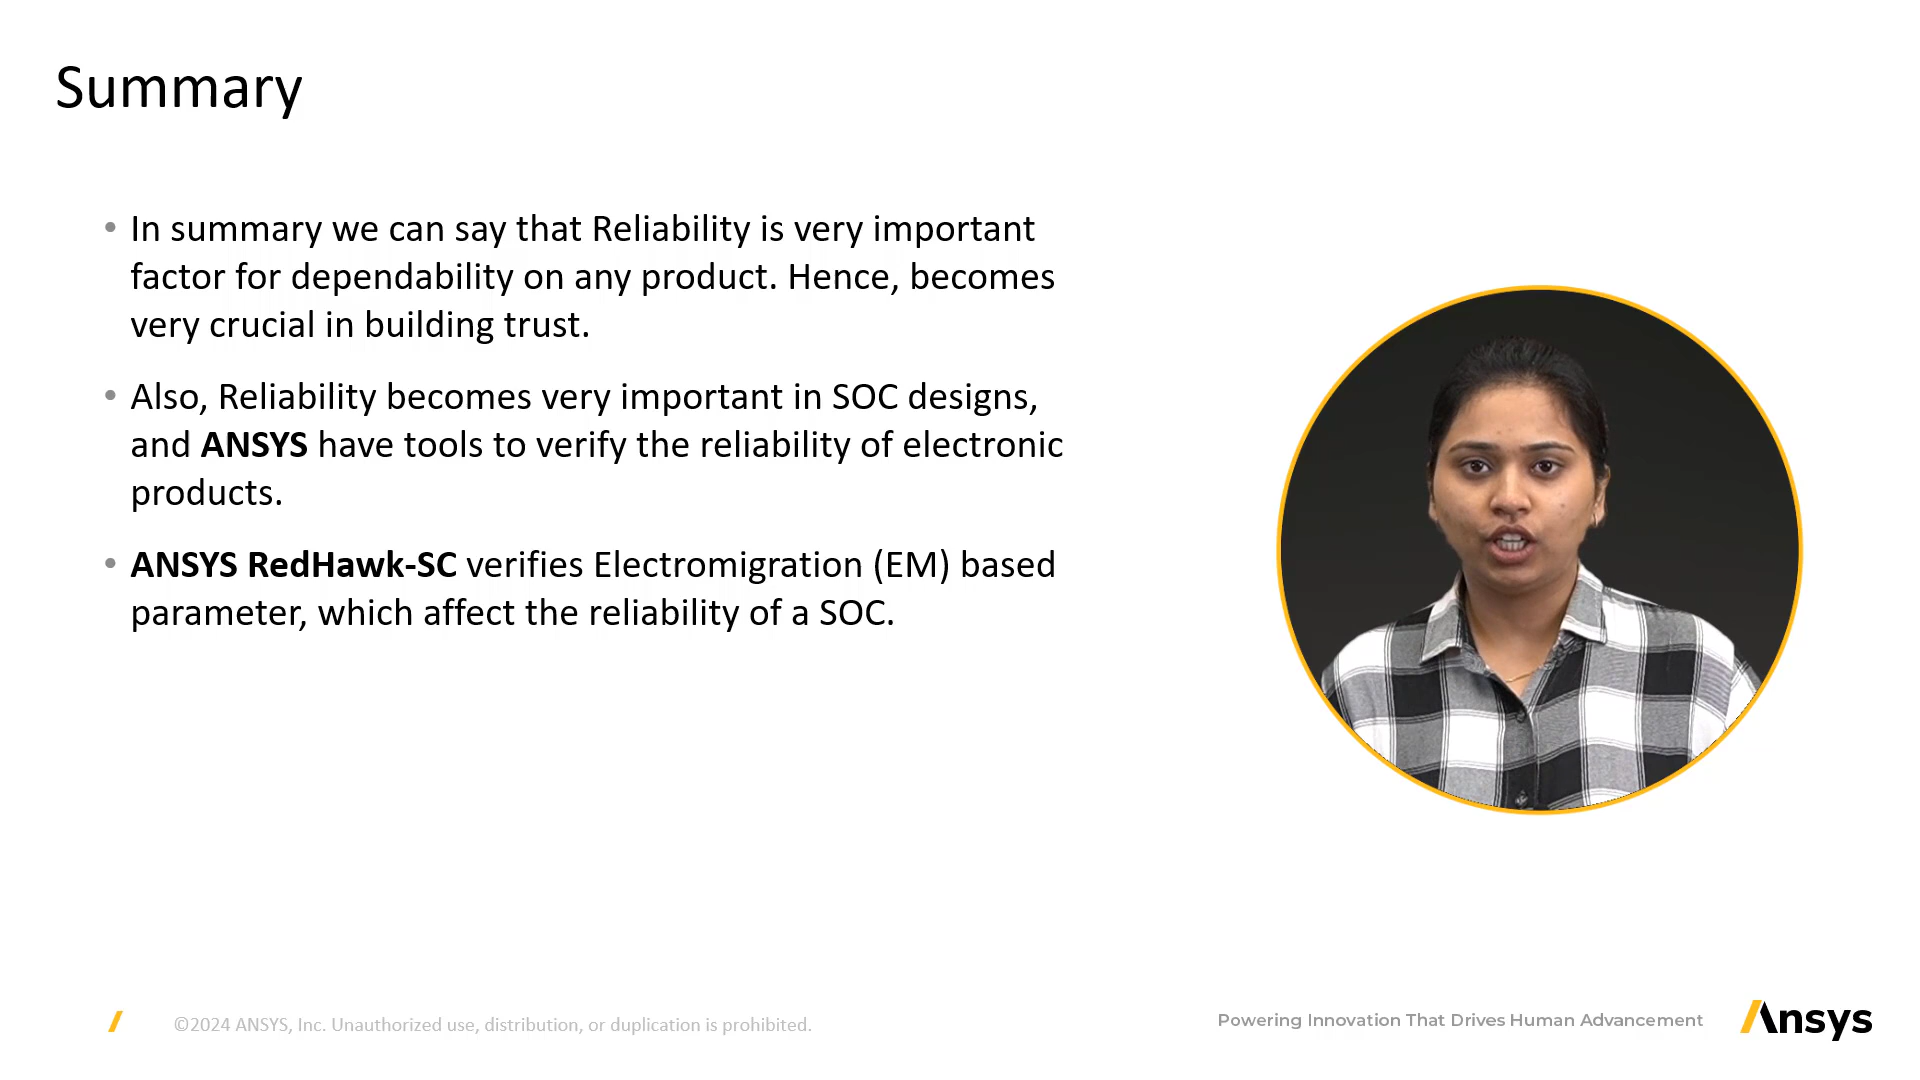 Summary
• In summary we can say that Reliability is very important
factor for dependability on any product. Hence, becomes
very crucial in building trust.
• Also, Reliability becomes very important in SOC designs,
and ANSYS have tools to verify the reliability of electronic
products.
• ANSYS RedHawk-SC verifies Electromigration (EM) based
parameter, which affect the reliability of a SOC.
©2024 ANSYS, Inc. Unauthorized use, distribution, or duplication is prohibited.
Powering Innovation That Drives Human Advancement
Ansys